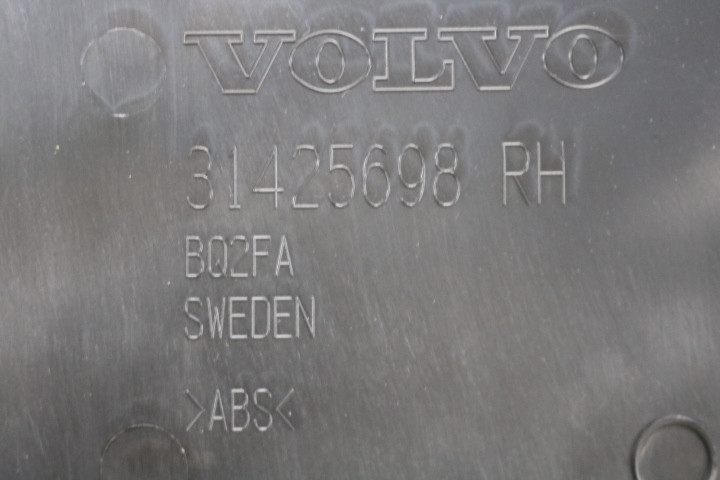 VOLVO
31425698 RH
BQ2FA
SWEDEN
>ABS<